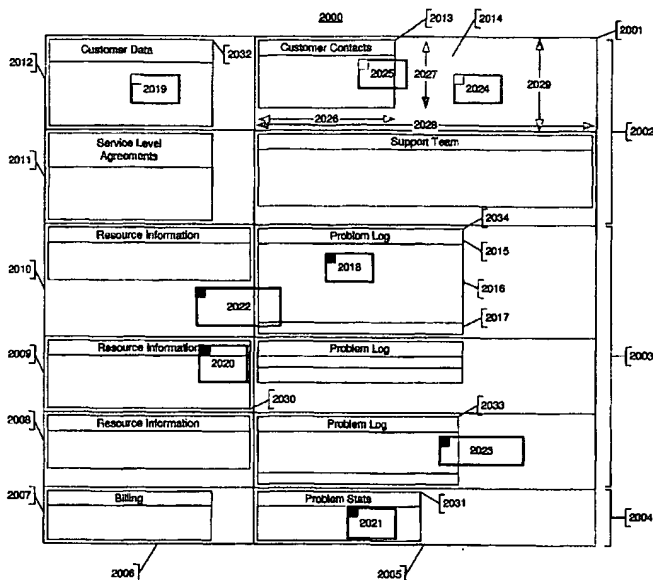 2000
2013
2014
2001
Customer Data
2032
Customer Contacts
2012
2019
2025
2027
2024
2029
2026
2028
2002
Service Level
Agreements
Support Team
2011
2034
Resource Information
Problem Log
2015
2010
2018
2016
2022
2017
2009
Resource Information
2020
Problem Log
2003
2030
2008
2033
Resource Information
Problem Log
2023
2007
Billing
Problem Stats
2031
2021
2004
2006
2005